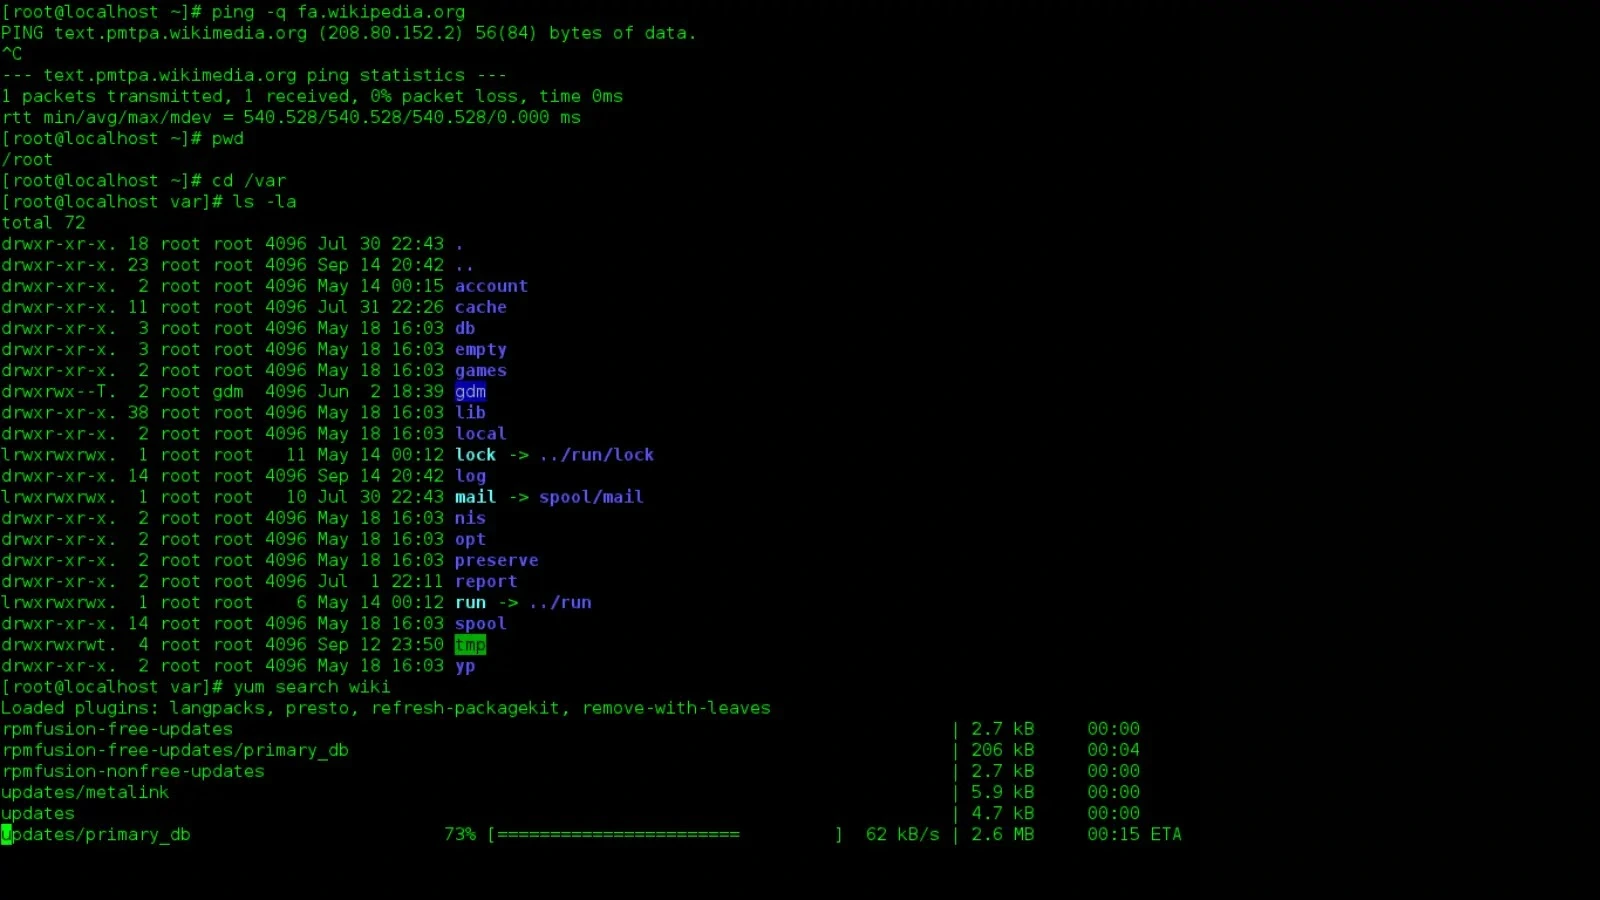 [root@localhost ~]# ping -q fa.wikipedia.org
PING text.pmtpa.wikimedia.org (208.80.152.2) 56(84) bytes of data.
^C
--- text.pmtpa.wikimedia.org ping statistics ---
1 packets transmitted, 1 received, 0% packet loss, time 0ms
rtt min/avg/max/mdev = 540.528/540.528/540.528/0.000 ms
[root@localhost ~]# pwd
/root
[root@localhost ~]# cd /var
[root@localhost var]# ls -la
total 72
drwxr-xr-x. 18 root root 4096 Jul 30 22:43 .
drwxr-xr-x. 23 root root 4096 Sep 14 20:42 ..
drwxr-xr-x.  2 root root 4096 May 14 00:15 account
drwxr-xr-x. 11 root root 4096 Jul 31 22:26 cache
drwxr-xr-x.  3 root root 4096 May 18 16:03 db
drwxr-xr-x.  3 root root 4096 May 18 16:03 empty
drwxr-xr-x.  2 root root 4096 May 18 16:03 games
drwxrwx--T.  2 root gdm  4096 Jun  2 18:39 gdm
drwxr-xr-x. 38 root root 4096 May 18 16:03 lib
drwxr-xr-x.  2 root root 4096 May 18 16:03 local
lrwxrwxrwx.  1 root root   11 May 14 00:12 lock -> ../run/lock
drwxr-xr-x. 14 root root 4096 Sep 14 20:42 log
lrwxrwxrwx.  1 root root   10 Jul 30 22:43 mail -> spool/mail
drwxr-xr-x.  2 root root 4096 May 18 16:03 nis
drwxr-xr-x.  2 root root 4096 May 18 16:03 opt
drwxr-xr-x.  2 root root 4096 May 18 16:03 preserve
drwxr-xr-x.  2 root root 4096 Jul  1 22:11 report
lrwxrwxrwx.  1 root root    6 May 14 00:12 run -> ../run
drwxr-xr-x. 14 root root 4096 May 18 16:03 spool
drwxrwxrwt.  4 root root 4096 Sep 12 23:50 tmp
drwxr-xr-x.  2 root root 4096 May 18 16:03 yp
[root@localhost var]# yum search wiki
Loaded plugins: langpacks, presto, refresh-packagekit, remove-with-leaves
rpmfusion-free-updates | 2.7 kB 00:00
rpmfusion-free-updates/primary_db | 206 kB 00:04
rpmfusion-nonfree-updates | 2.7 kB 00:00
updates/metalink | 5.9 kB 00:00
updates | 4.7 kB 00:00
updates/primary_db 73% [======================= ] 62 kB/s | 2.6 MB 00:15 ETA